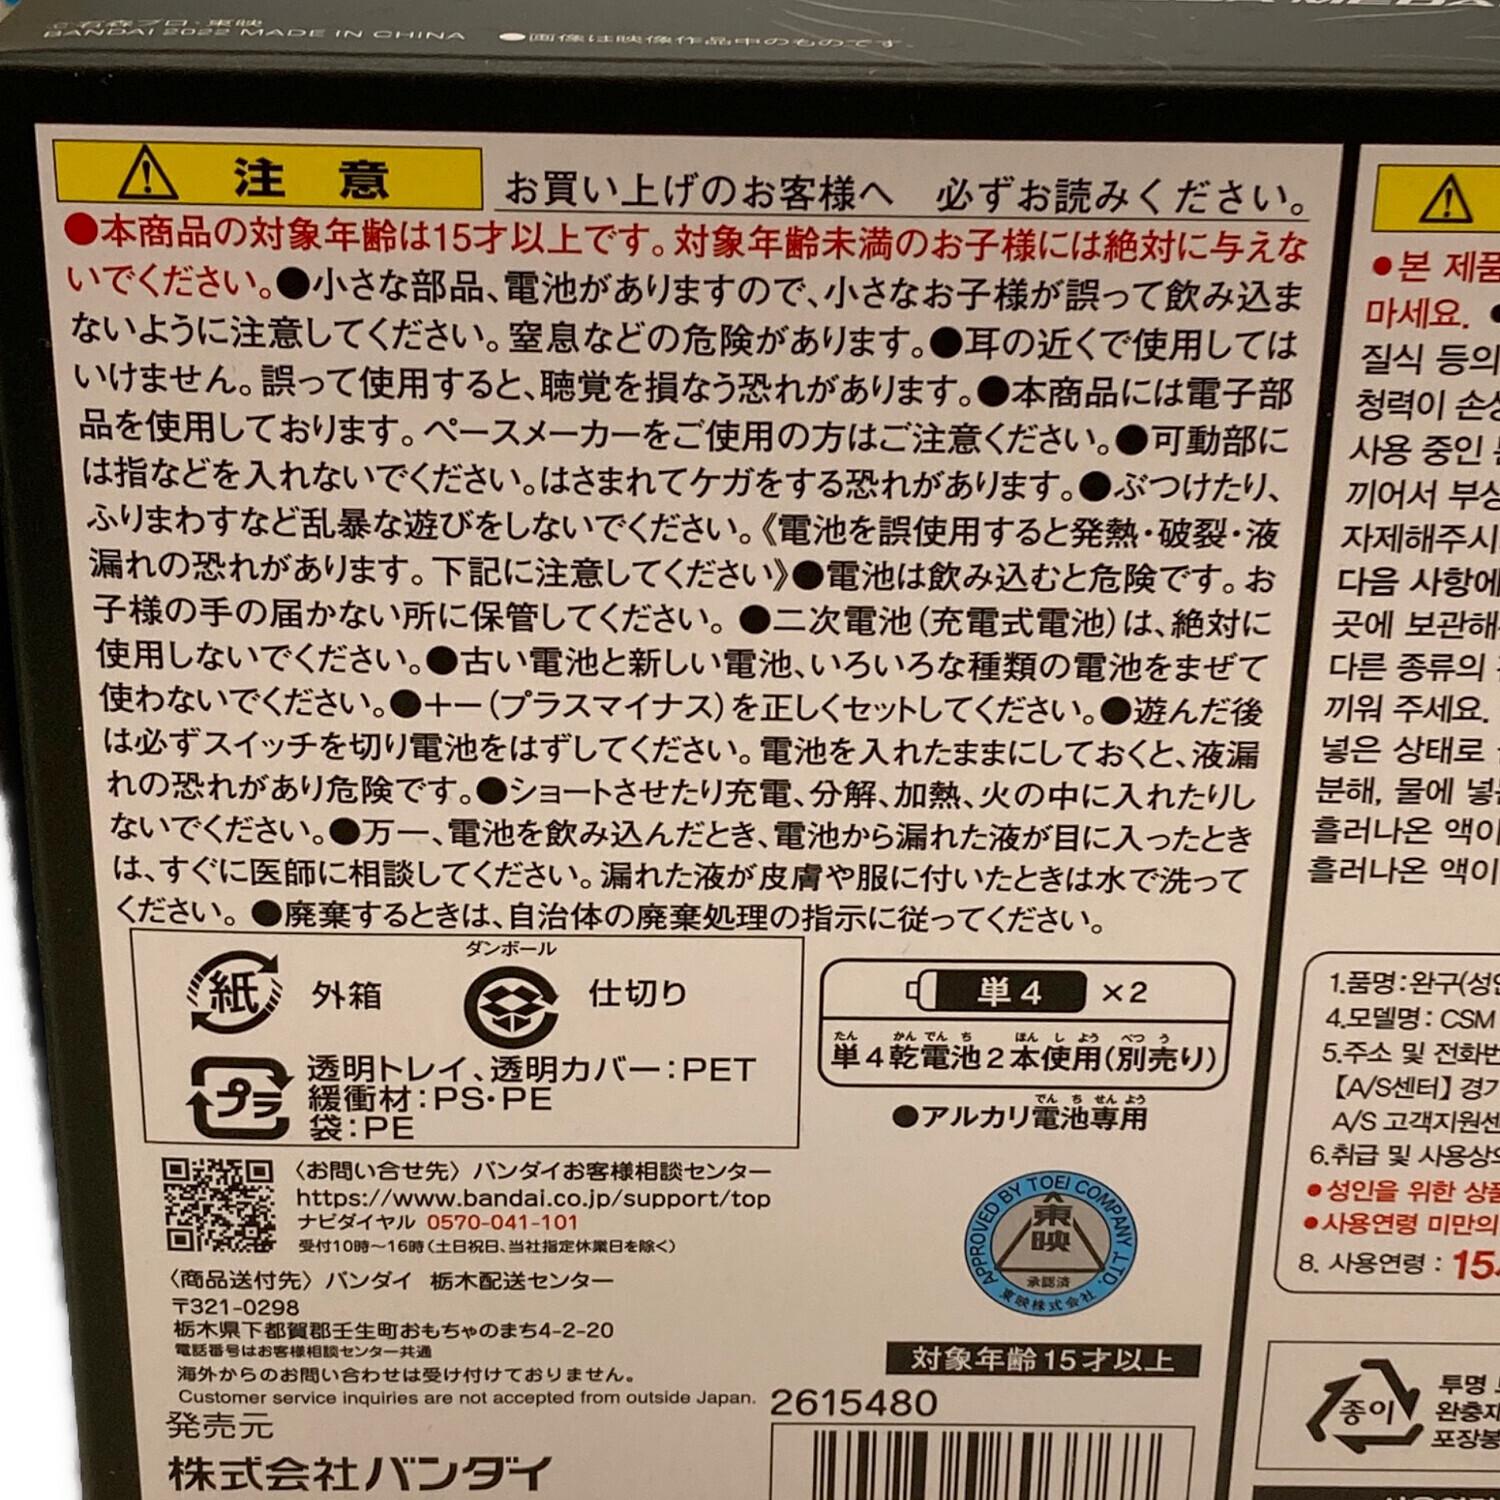 © 石森プロ・東映
BANDAI 2022 MADE IN CHINA ●画像は映像作品中のものです。
注意 お買い上げのお客様へ 必ずお読みください。
●本商品の対象年齢は15才以上です。対象年齢未満のお子様には絶対に与えな
いでください。●小さな部品、電池がありますので、小さなお子様が誤って飲み込ま
ないように注意してください。窒息などの危険があります。●耳の近くで使用しては
いけません。誤って使用すると、聴覚を損なう恐れがあります。●本商品には電子部
品を使用しております。ペースメーカーをご使用の方はご注意ください。●可動部に
は指などを入れないでください。はさまれてケガをする恐れがあります。●ぶつけたり、
ふりまわすなど乱暴な遊びをしないでください。《電池を誤使用すると発熱・破裂・液
漏れの恐れがあります。下記に注意してください》●電池は飲み込むと危険です。お
子様の手の届かない所に保管してください。●二次電池(充電式電池)は、絶対に
使用しないでください。●古い電池と新しい電池、いろいろな種類の電池をまぜて
使わないでください。●+−(プラスマイナス)を正しくセットしてください。●遊んだ後
は必ずスイッチを切り電池をはずしてください。電池を入れたままにしておくと、液漏
れの恐れがあり危険です。●ショートさせたり充電、分解、加熱、火の中に入れたりし
ないでください。●万一、電池を飲み込んだとき、電池から漏れた液が目に入ったとき
は、すぐに医師に相談してください。漏れた液が皮膚や服に付いたときは水で洗って
ください。●廃棄するときは、自治体の廃棄処理の指示に従ってください。
紙 外箱 ダンボール 仕切り
プラ 透明トレイ、透明カバー:PET
緩衝材:PS・PE
袋:PE
単4 ×2
たん かんでんち ほんしよう べつう
単4乾電池2本使用(別売り)
でんちせんよう
●アルカリ電池専用
〈お問い合せ先〉バンダイお客様相談センター
https://www.bandai.co.jp/support/top
ナビダイヤル 0570-041-101
受付10時~16時(土日祝日、当社指定休業日を除く)
〈商品送付先〉バンダイ 栃木配送センター
〒321-0298
栃木県下都賀郡壬生町おもちゃのまち4-2-20
電話番号はお客様相談センター共通
海外からのお問い合わせは受け付けておりません。
Customer service inquiries are not accepted from outside Japan.
発売元
株式会社バンダイ
APPROVED BY TOEI COMPANY, LTD.
東映
承認済
東映株式会社
対象年齢15才以上
2615480
●본 제품
마세요.
질식 등의
청력이 손상
사용 중인
끼어서 부상
자제해주시
다음 사항에
곳에 보관해
다른 종류의
끼워 주세요.
넣은 상태로
분해, 물에 넣
흘러나온 액이
흘러나온 액이
1.품명:완구(성인
4.모델명:CSM
5.주소 및 전화번
【A/S센터】경기
A/S 고객지원센
6.취급 및 사용상의
●성인을 위한 상품
●사용연령 미만의
8. 사용연령 : 15
종이
투명
완충재
포장봉